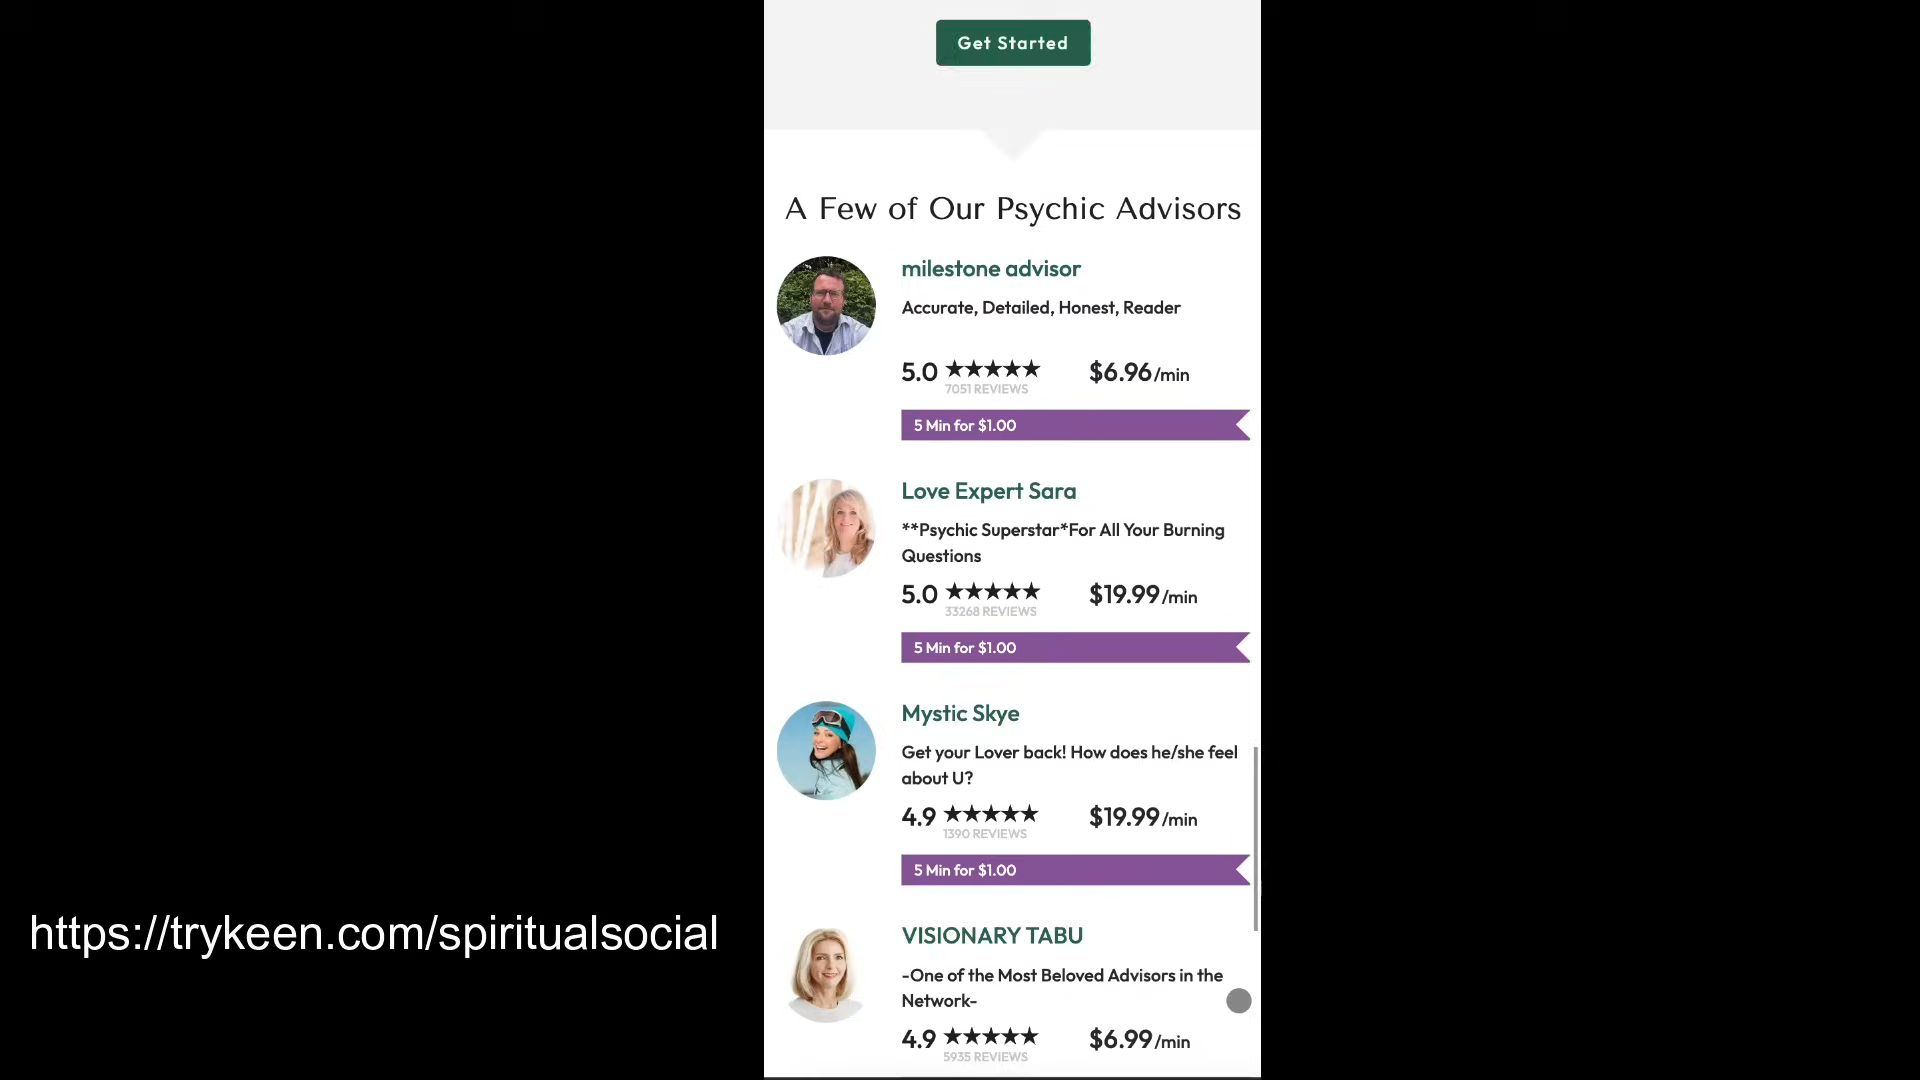 Get Started
A Few of Our Psychic Advisors
milestone advisor
Accurate, Detailed, Honest, Reader
5.0 ★★★★★ $6.96/min
7051 REVIEWS
5 Min for $1.00
Love Expert Sara
**Psychic Superstar*For All Your Burning
Questions
5.0 ★★★★★ $19.99/min
33268 REVIEWS
5 Min for $1.00
Mystic Skye
Get your Lover back! How does he/she feel
about U?
4.9 ★★★★★ $19.99/min
1390 REVIEWS
5 Min for $1.00
VISIONARY TABU
-One of the Most Beloved Advisors in the
Network-
4.9 ★★★★★ $6.99/min
5935 REVIEWS
https://trykeen.com/spiritualsocial